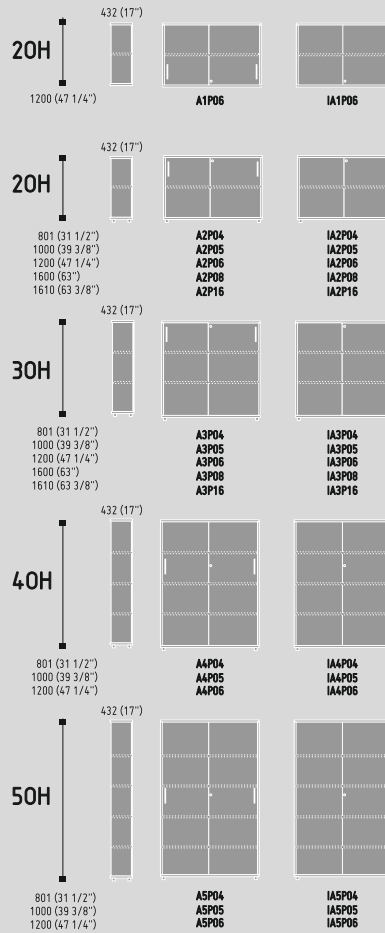 432 (17")
20H
1200 (47 1/4")
A1P06
IA1P06
432 (17")
20H
801 (31 1/2")
1000 (39 3/8")
1200 (47 1/4")
1600 (63")
1610 (63 3/8")
A2P04
A2P05
A2P06
A2P08
A2P16
IA2P04
IA2P05
IA2P06
IA2P08
IA2P16
432 (17")
30H
801 (31 1/2")
1000 (39 3/8")
1200 (47 1/4")
1600 (63")
1610 (63 3/8")
A3P04
A3P05
A3P06
A3P08
A3P16
IA3P04
IA3P05
IA3P06
IA3P08
IA3P16
432 (17")
40H
801 (31 1/2")
1000 (39 3/8")
1200 (47 1/4")
A4P04
A4P05
A4P06
IA4P04
IA4P05
IA4P06
432 (17")
50H
801 (31 1/2")
1000 (39 3/8")
1200 (47 1/4")
A5P04
A5P05
A5P06
IA5P04
IA5P05
IA5P06